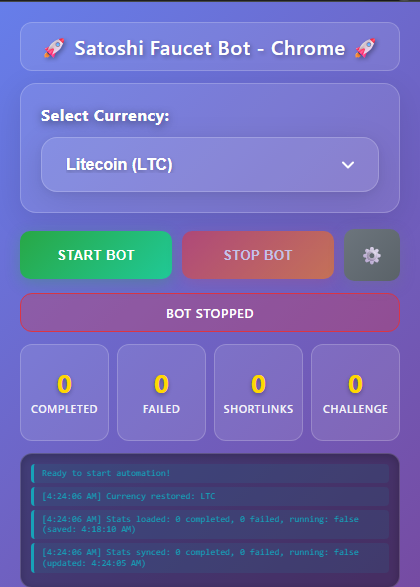 🚀 Satoshi Faucet Bot - Chrome 🚀
Select Currency:
Litecoin (LTC)
START BOT
STOP BOT
BOT STOPPED
0
0
0
0
COMPLETED
FAILED
SHORTLINKS
CHALLENGE
Ready to start automation!
[4:24:06 AM] Currency restored: LTC
[4:24:06 AM] Stats loaded: 0 completed, 0 failed, running: false
(saved: 4:18:10 AM)
[4:24:06 AM] Stats synced: 0 completed, 0 failed, running: false
(updated: 4:24:05 AM)